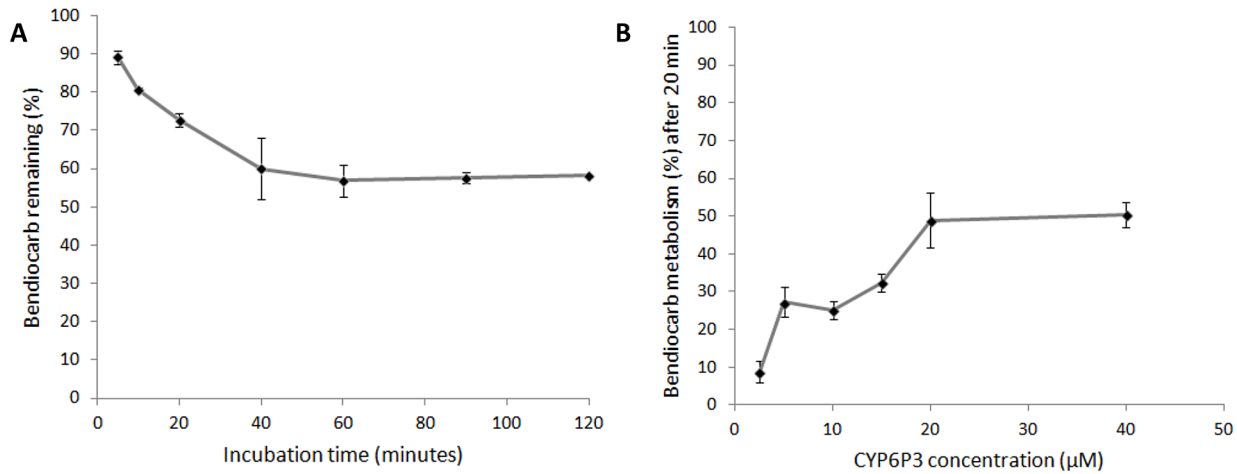 A
Bendiocarb remaining (%)
100
90
80
70
60
50
40
30
20
10
0
0 20 40 60 80 100 120
Incubation time (minutes)
B
Bendiocarb metabolism (%) after 20 min
100
90
80
70
60
50
40
30
20
10
0
0 10 20 30 40 50
CYP6P3 concentration (μM)